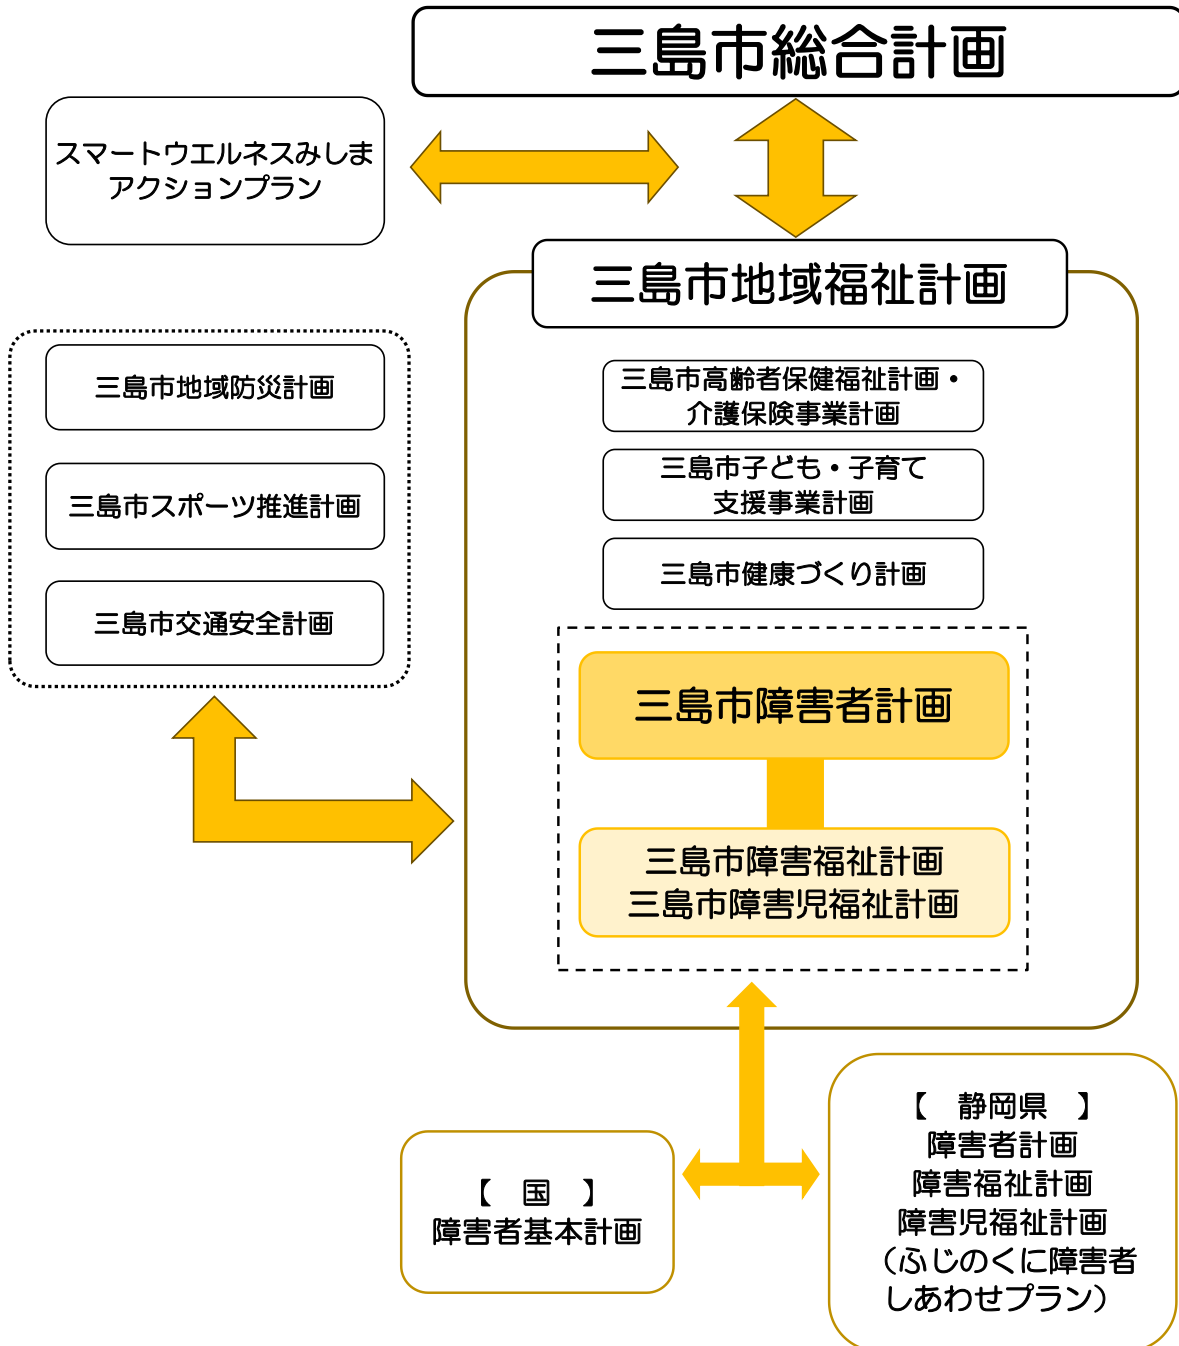 三島市総合計画
スマートウエルネスみしま
アクションプラン
三島市地域福祉計画
三島市地域防災計画
三島市スポーツ推進計画
三島市交通安全計画
三島市高齢者保健福祉計画・
介護保険事業計画
三島市子ども・子育て
支援事業計画
三島市健康づくり計画
三島市障害者計画
三島市障害福祉計画
三島市障害児福祉計画
【　国　】
障害者基本計画
【　静岡県　】
障害者計画
障害福祉計画
障害児福祉計画
（ふじのくに障害者
しあわせプラン）